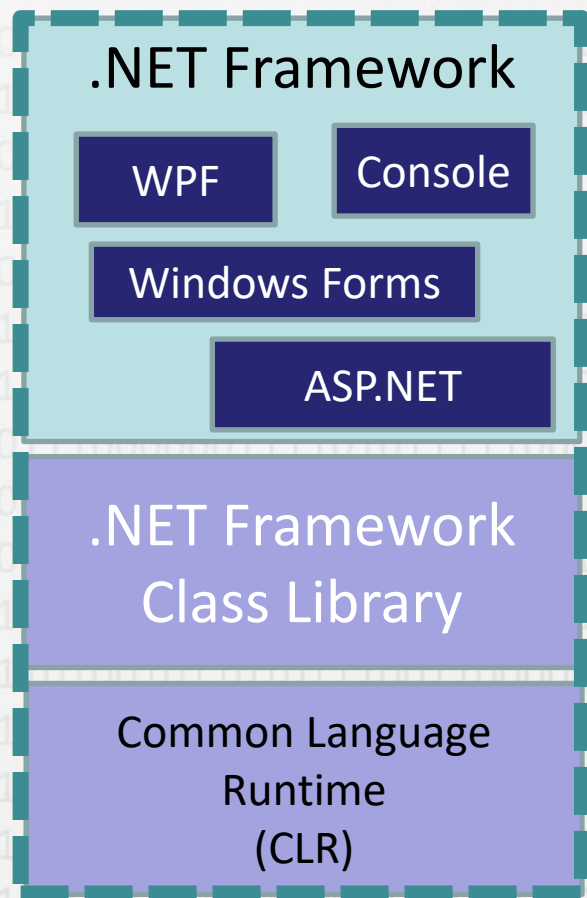 .NET Framework
WPF
Console
Windows Forms
ASP.NET
.NET Framework
Class Library
Common Language
Runtime
(CLR)